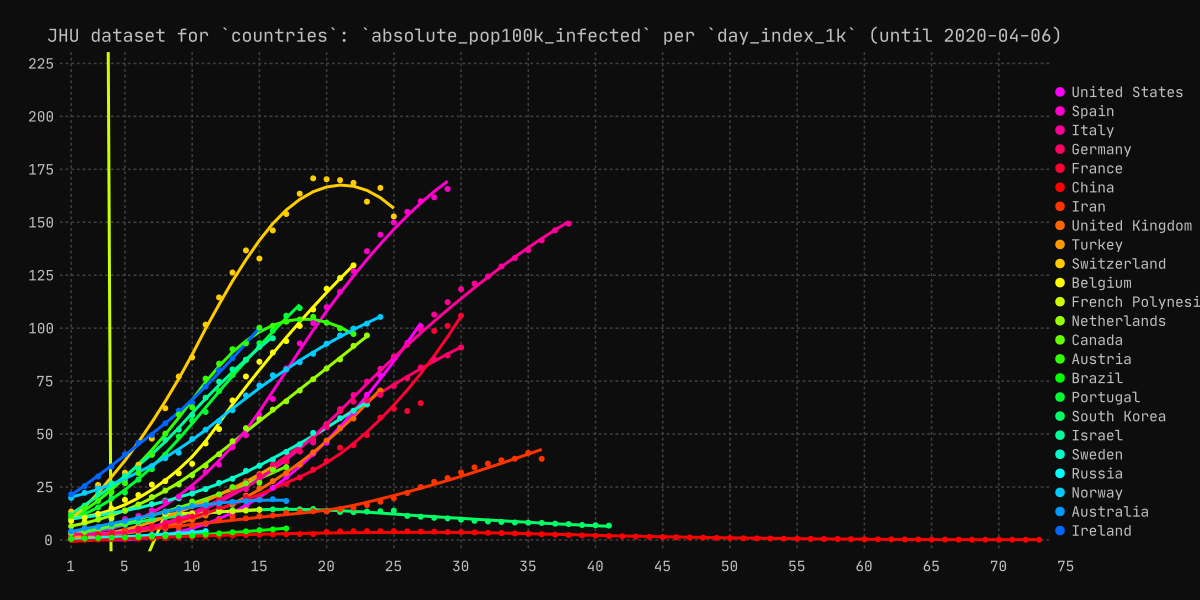 JHU dataset for `countries`: `absolute_pop100k_infected` per `day_index_1k` (until 2020-04-06)
225
200
175
150
125
100
75
50
25
0
1 5 10 15 20 25 30 35 40 45 50 55 60 65 70 75
United States
Spain
Italy
Germany
France
China
Iran
United Kingdom
Turkey
Switzerland
Belgium
French Polynesi
Netherlands
Canada
Austria
Brazil
Portugal
South Korea
Israel
Sweden
Russia
Norway
Australia
Ireland